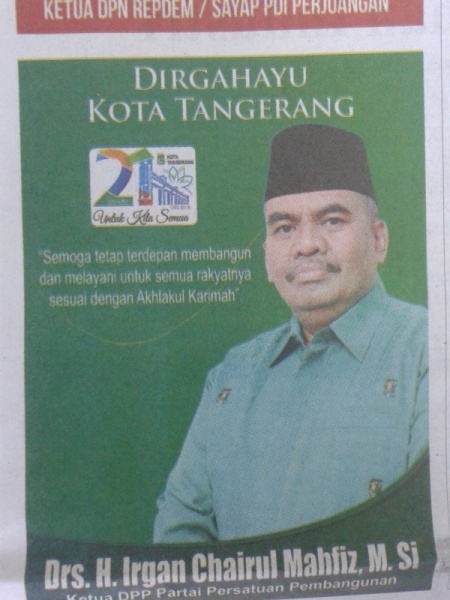 KETUA DPN REPDEM / SAYAP PDI PERJUANGAN
DIRGAHAYU
KOTA TANGERANG
21
KOTA
TANGERANG
Untuk Kita Semua
"Semoga tetap terdepan membangun
dan melayani untuk semua rakyatnya
sesuai dengan Akhlakul Karimah"
Drs. H. Irgan Chairul Mahfiz, M. Si
Ketua DPP Partai Persatuan Pembangunan